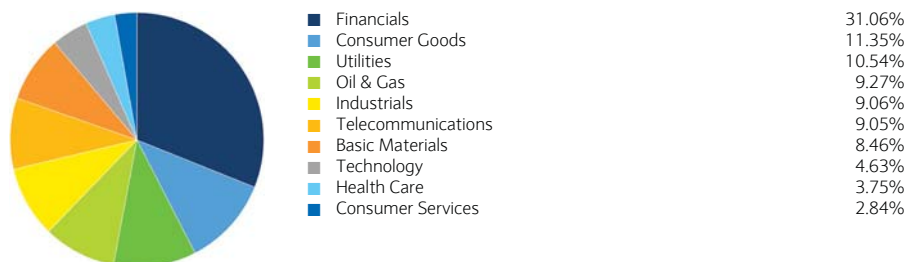 Financials 31.06%
Consumer Goods 11.35%
Utilities 10.54%
Oil & Gas 9.27%
Industrials 9.06%
Telecommunications 9.05%
Basic Materials 8.46%
Technology 4.63%
Health Care 3.75%
Consumer Services 2.84%